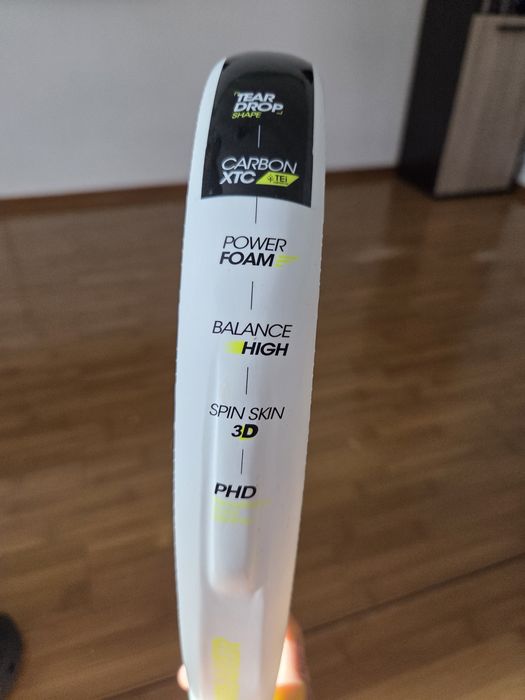 TEAR
DROP
SHAPE
CARBON
XTC TEi
POWER
FOAM
BALANCE
HIGH
SPIN SKIN
3D
PHD